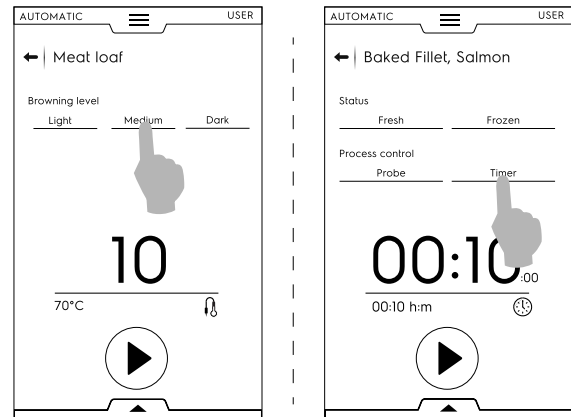 AUTOMATIC USER
Meat loaf
Browning level
Light Medium Dark
10
70°C
AUTOMATIC USER
Baked Fillet, Salmon
Status
Fresh Frozen
Process control
Probe Timer
00:10:00
00:10 h:m